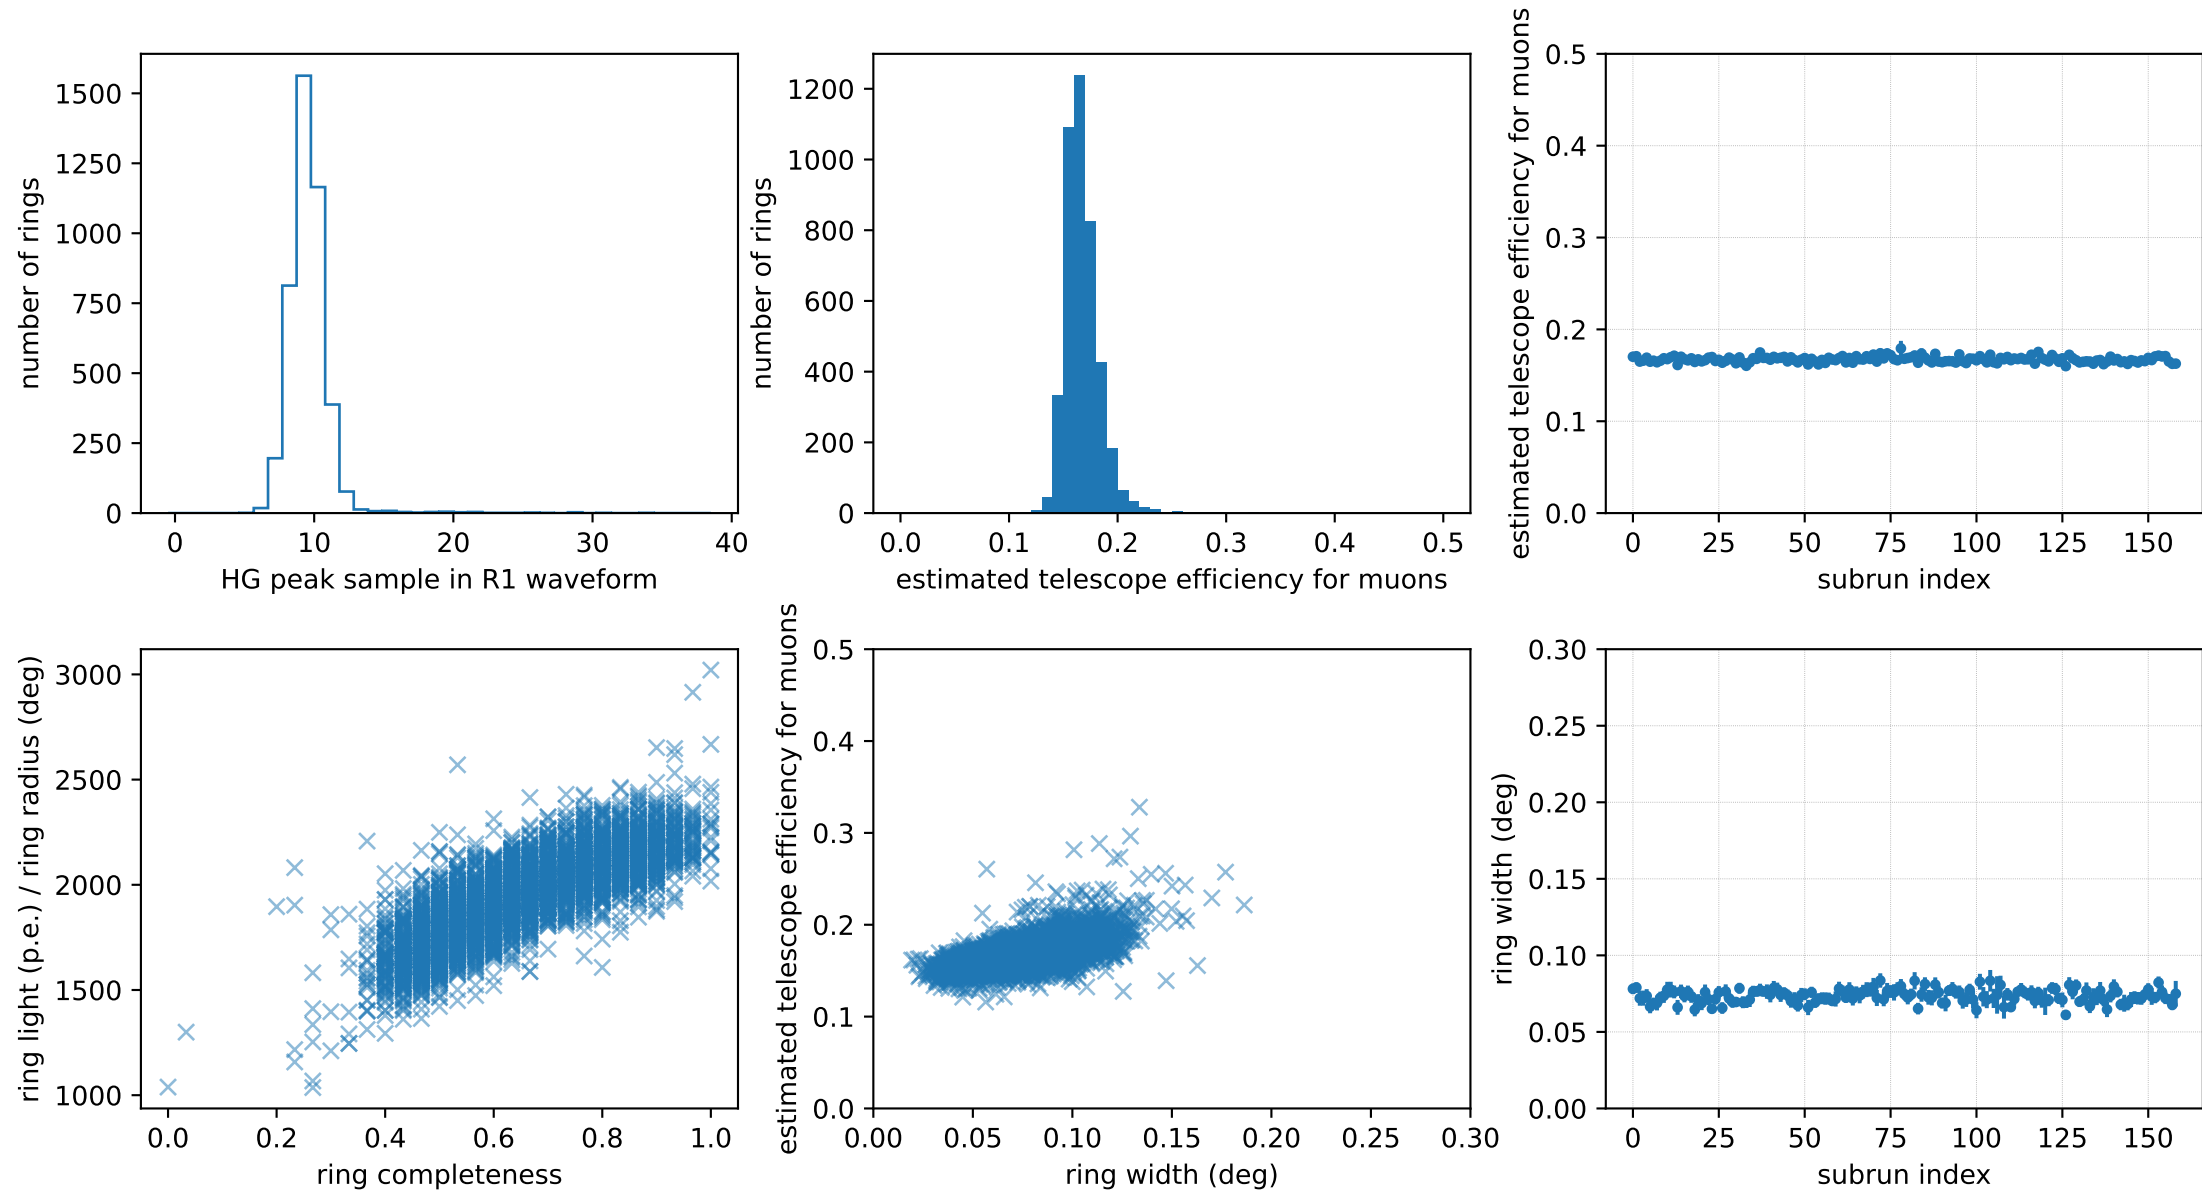 1500
1250
1000
750
500
250
0
number of rings
0 10 20 30 40
HG peak sample in R1 waveform
1200
1000
800
600
400
200
0
number of rings
0.0 0.1 0.2 0.3 0.4 0.5
estimated telescope efficiency for muons
0.5
0.4
0.3
0.2
0.1
0.0
estimated telescope efficiency for muons
0 25 50 75 100 125 150
subrun index
3000
2500
2000
1500
1000
ring light (p.e.) / ring radius (deg)
0.0 0.2 0.4 0.6 0.8 1.0
ring completeness
0.5
0.4
0.3
0.2
0.1
0.0
estimated telescope efficiency for muons
0.00 0.05 0.10 0.15 0.20 0.25 0.30
ring width (deg)
0.30
0.25
0.20
0.15
0.10
0.05
0.00
ring width (deg)
0 25 50 75 100 125 150
subrun index